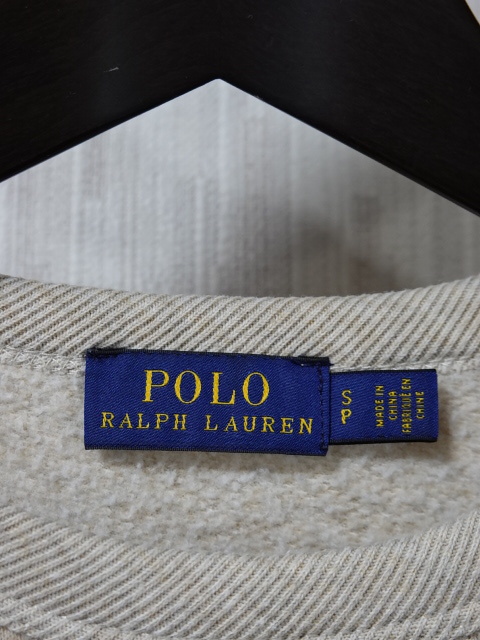 POLO
RALPH LAUREN
S
P
MADE IN
CHINA
FABRIQUÉ EN
CHINE